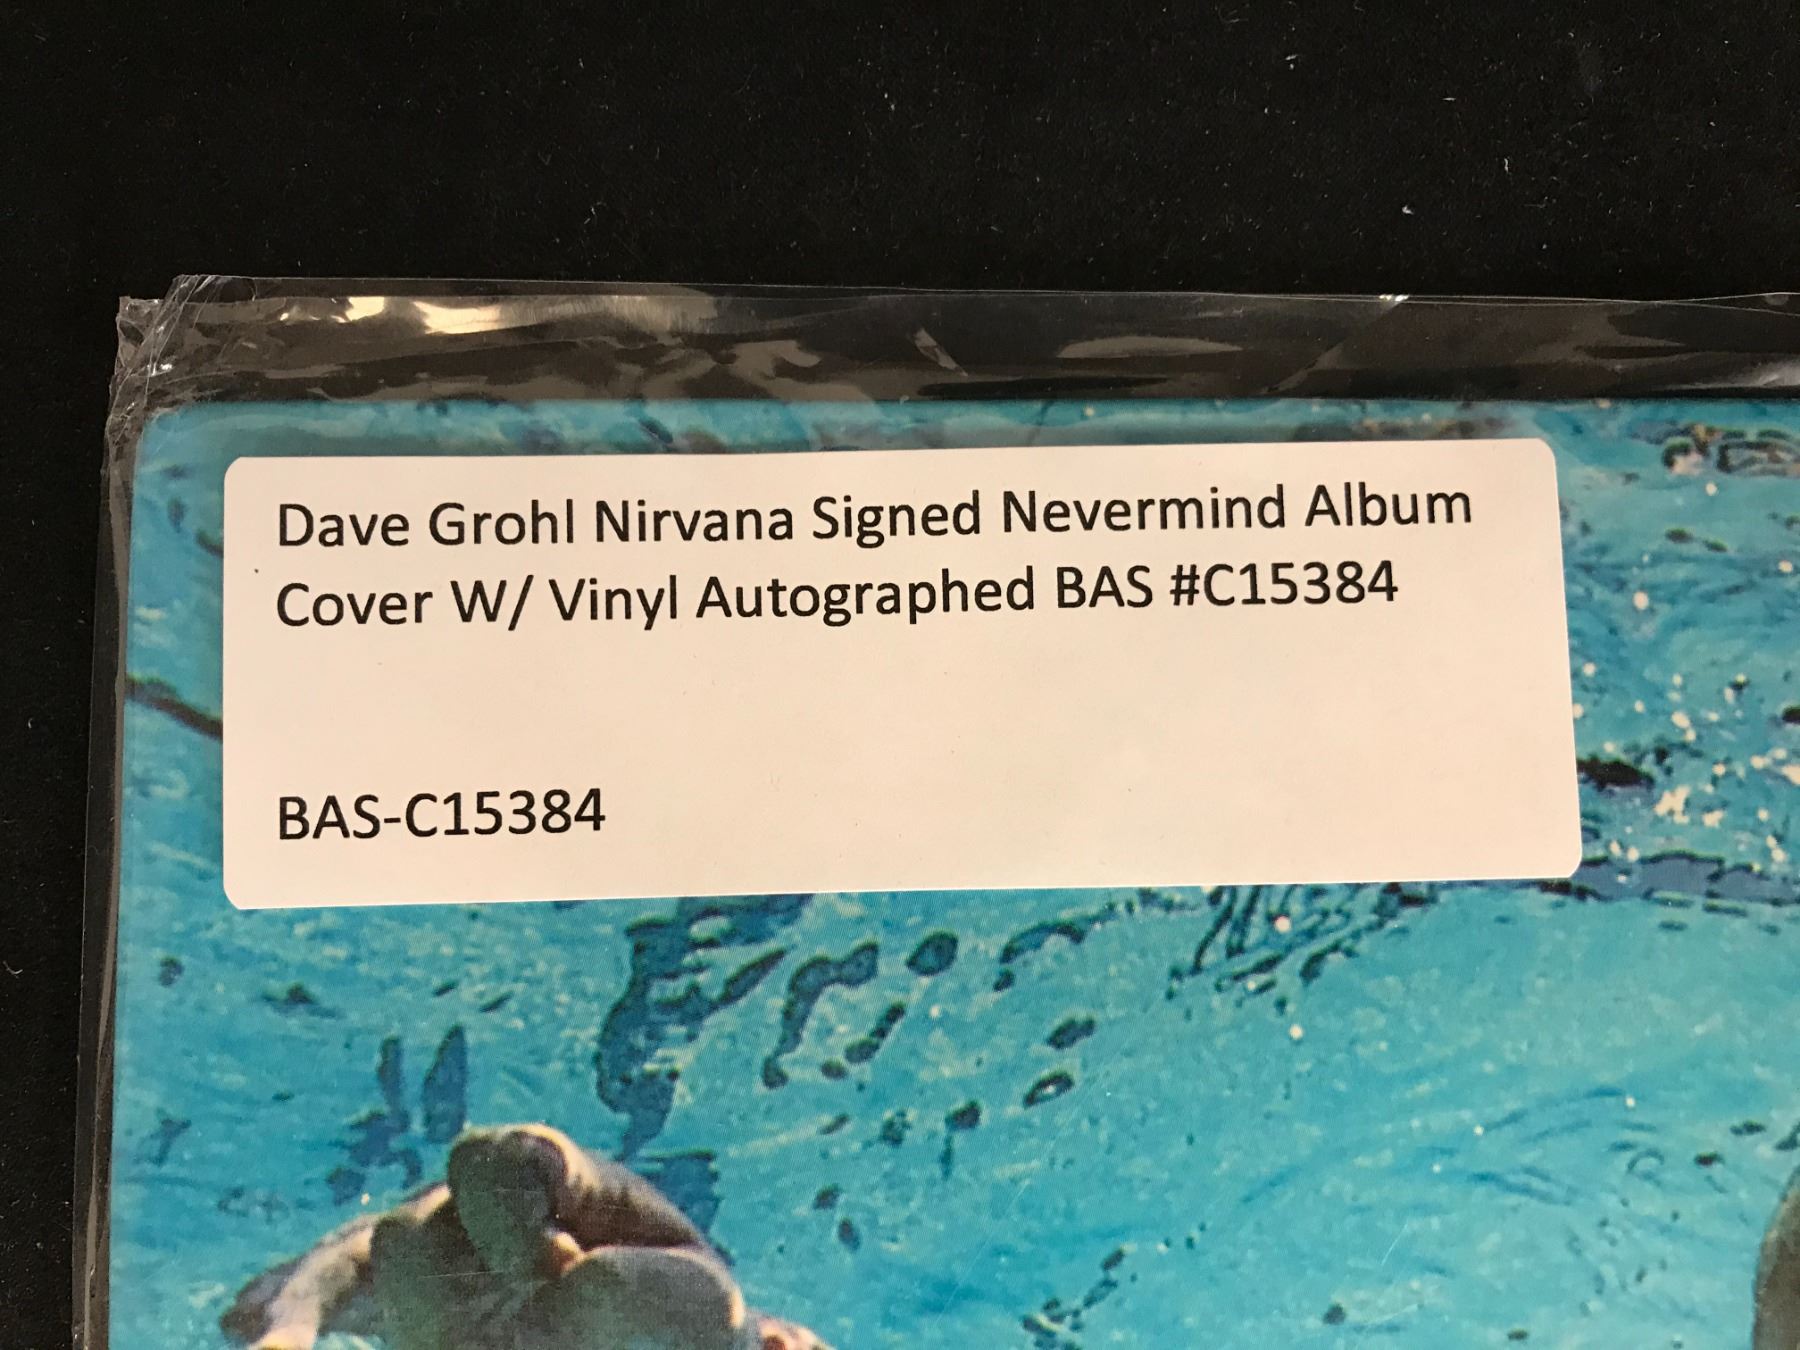 Dave Grohl Nirvana Signed Nevermind Album
Cover W/ Vinyl Autographed BAS #C15384
BAS-C15384